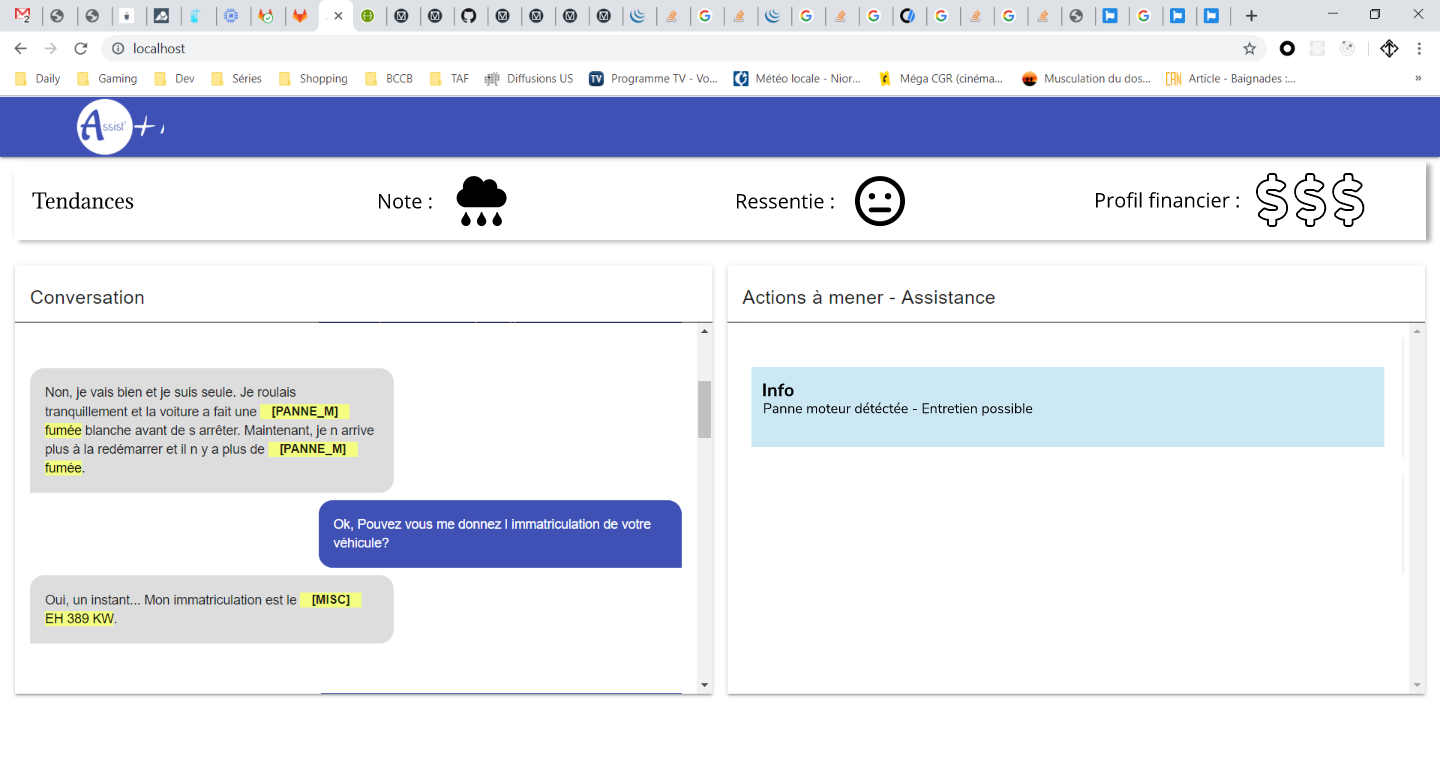 2
localhost
Daily
Gaming
Dev
Séries
Shopping
BCCB
TAF
Diffusions US
TV
Programme TV - Vo...
Météo locale - Nior...
Méga CGR (cinéma...
Musculation du dos...
CAN
Article - Baignades :...
»
Assist' +
Tendances
Note :
Ressentie :
Profil financier :
$$$
Conversation
Non, je vais bien et je suis seule. Je roulais
tranquillement et la voiture a fait une [PANNE_M]
fumée blanche avant de s arrêter. Maintenant, je n arrive
plus à la redémarrer et il n y a plus de [PANNE_M]
fumée.
Ok, Pouvez vous me donnez l immatriculation de votre
véhicule?
Oui, un instant... Mon immatriculation est le [MISC]
EH 389 KW.
Actions à mener - Assistance
Info
Panne moteur détéctée - Entretien possible